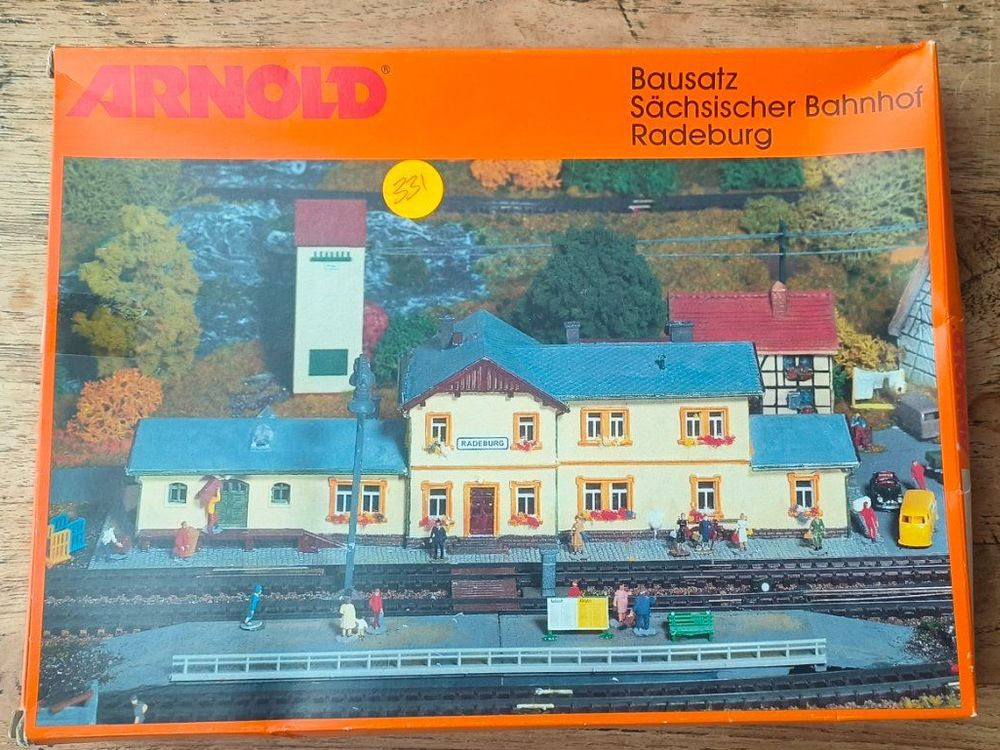 ARNOLD®
Bausatz
Sächsischer Bahnhof
Radeburg
331
RADEBURG